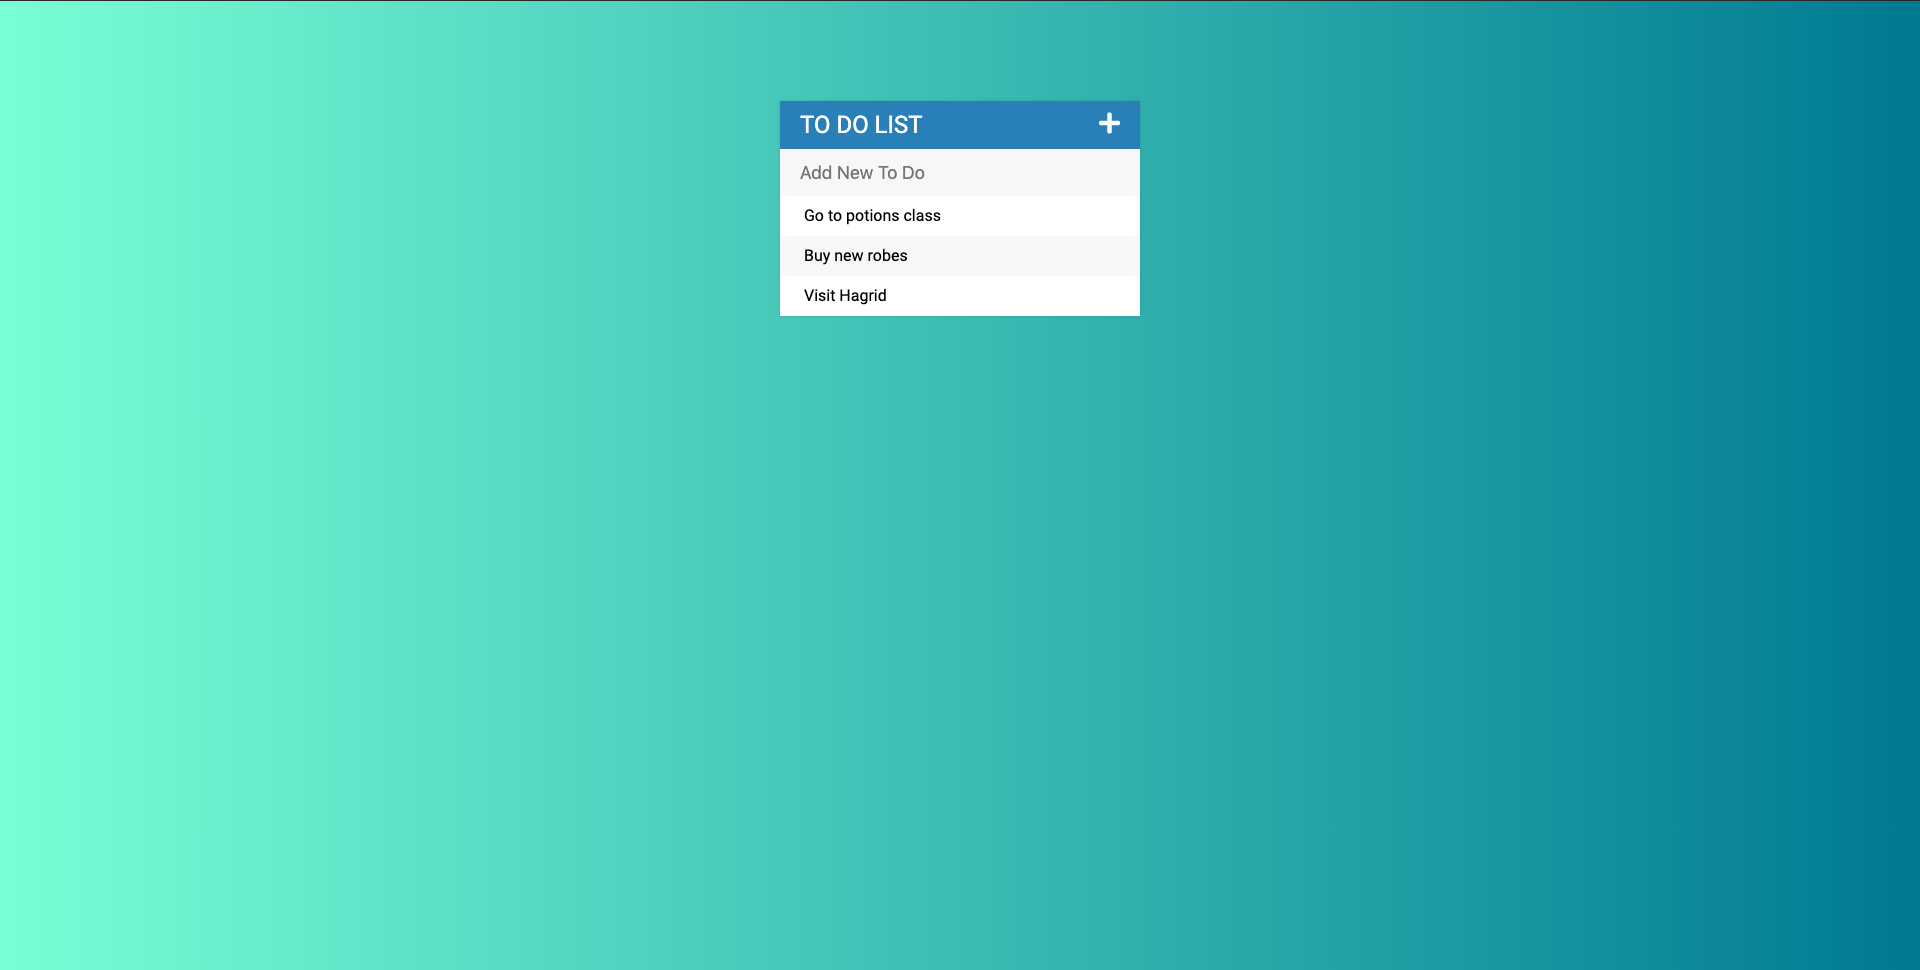 TO DO LIST
Add New To Do
Go to potions class
Buy new robes
Visit Hagrid